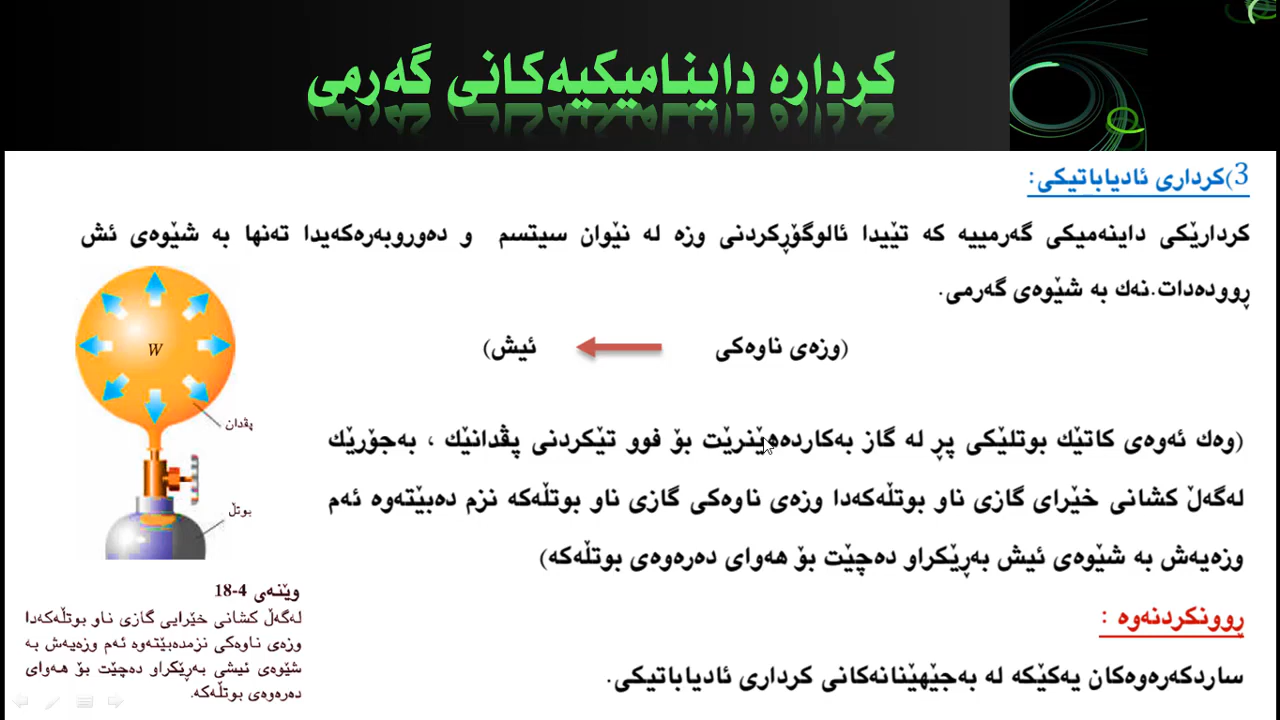 کرداره داینامیکیەکانی گەرمی
3)کرداری ئادیاباتیکی:
کردارێکی داینەمیکی گەرمییە کە تێیدا ئالوگۆڕکردنی وزە لە نێوان سیتسم و دەوروبەرەکەیدا تەنها بە شێوەی ئش
ڕوودەدات.نەك بە شێوەی گەرمی.
(وزەی ناوەکی ئیش)
W
پڤدان
(وەك ئەوەی کاتێك بوتلێکی پڕ لە گاز بەکاردەهێنرێت بۆ فوو تێکردنی پڤدانێك ، بەجۆرێك
لەگەڵ کشانی خێرای گازی ناو بوتڵەکەدا وزەی ناوەکی گازی ناو بوتڵەکە نزم دەبێتەوە ئەم
بوتڵ
وزەیەش بە شێوەی ئیش بەڕێکراو دەچێت بۆ هەوای دەرەوەی بوتڵەکە)
وێنەی 4-18
لەگەڵ کشانی خێرایی گازی ناو بوتڵەکەدا
وزەی ناوەکی نزمدەبێتەوە ئەم وزەیەش بە
شێوەی ئیشی بەڕێکراو دەچێت بۆ هەوای
دەرەوەی بوتڵەکە.
ڕوونکردنەوە :
ساردکەرەوەکان یەکێکە لە بەجێهێنانەکانی کرداری ئادیاباتیکی.